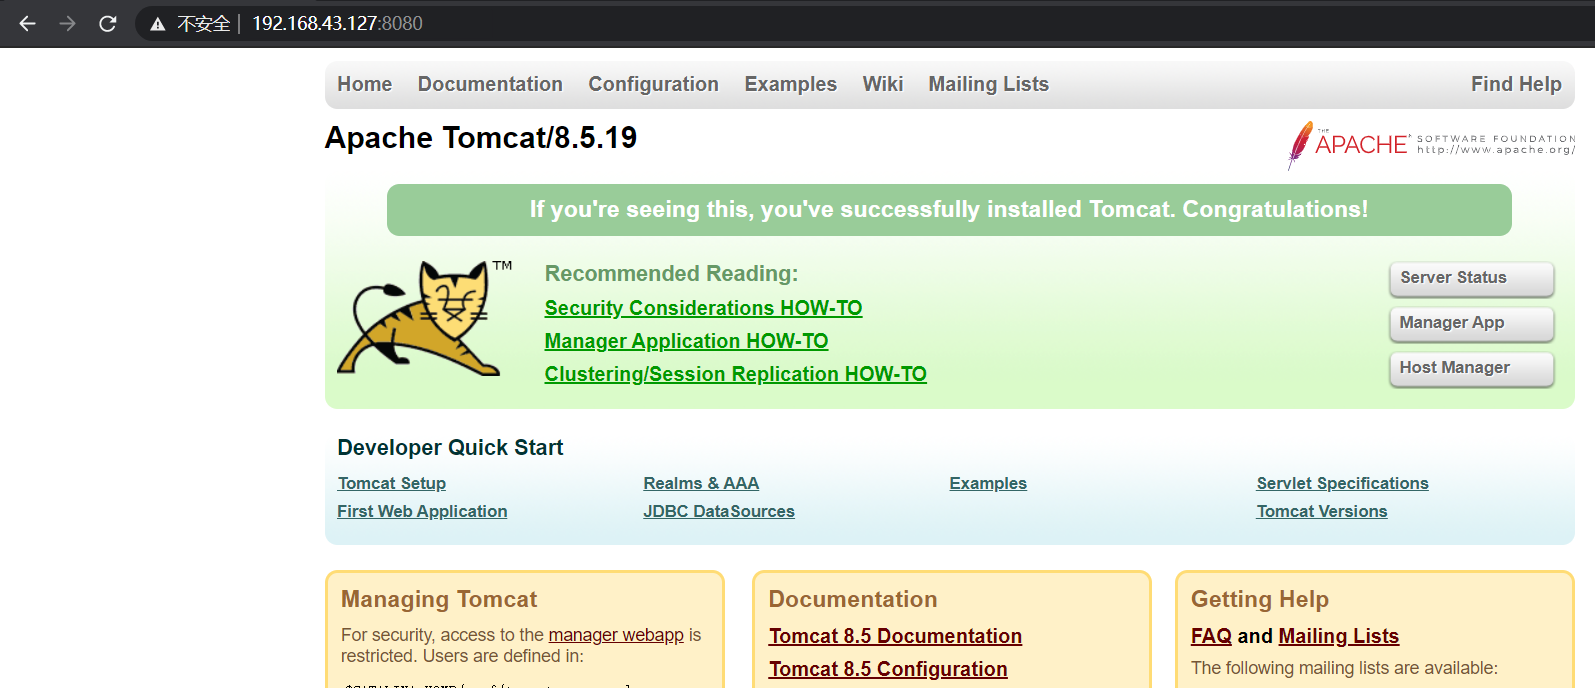 不安全 | 192.168.43.127:8080
Home Documentation Configuration Examples Wiki Mailing Lists Find Help
Apache Tomcat/8.5.19
THE APACHE SOFTWARE FOUNDATION
http://www.apache.org/
If you're seeing this, you've successfully installed Tomcat. Congratulations!
TM
Recommended Reading:
Security Considerations HOW-TO
Manager Application HOW-TO
Clustering/Session Replication HOW-TO
Server Status
Manager App
Host Manager
Developer Quick Start
Tomcat Setup
First Web Application
Realms & AAA
JDBC DataSources
Examples
Servlet Specifications
Tomcat Versions
Managing Tomcat
For security, access to the manager webapp is
restricted. Users are defined in:
Documentation
Tomcat 8.5 Documentation
Tomcat 8.5 Configuration
Getting Help
FAQ and Mailing Lists
The following mailing lists are available: